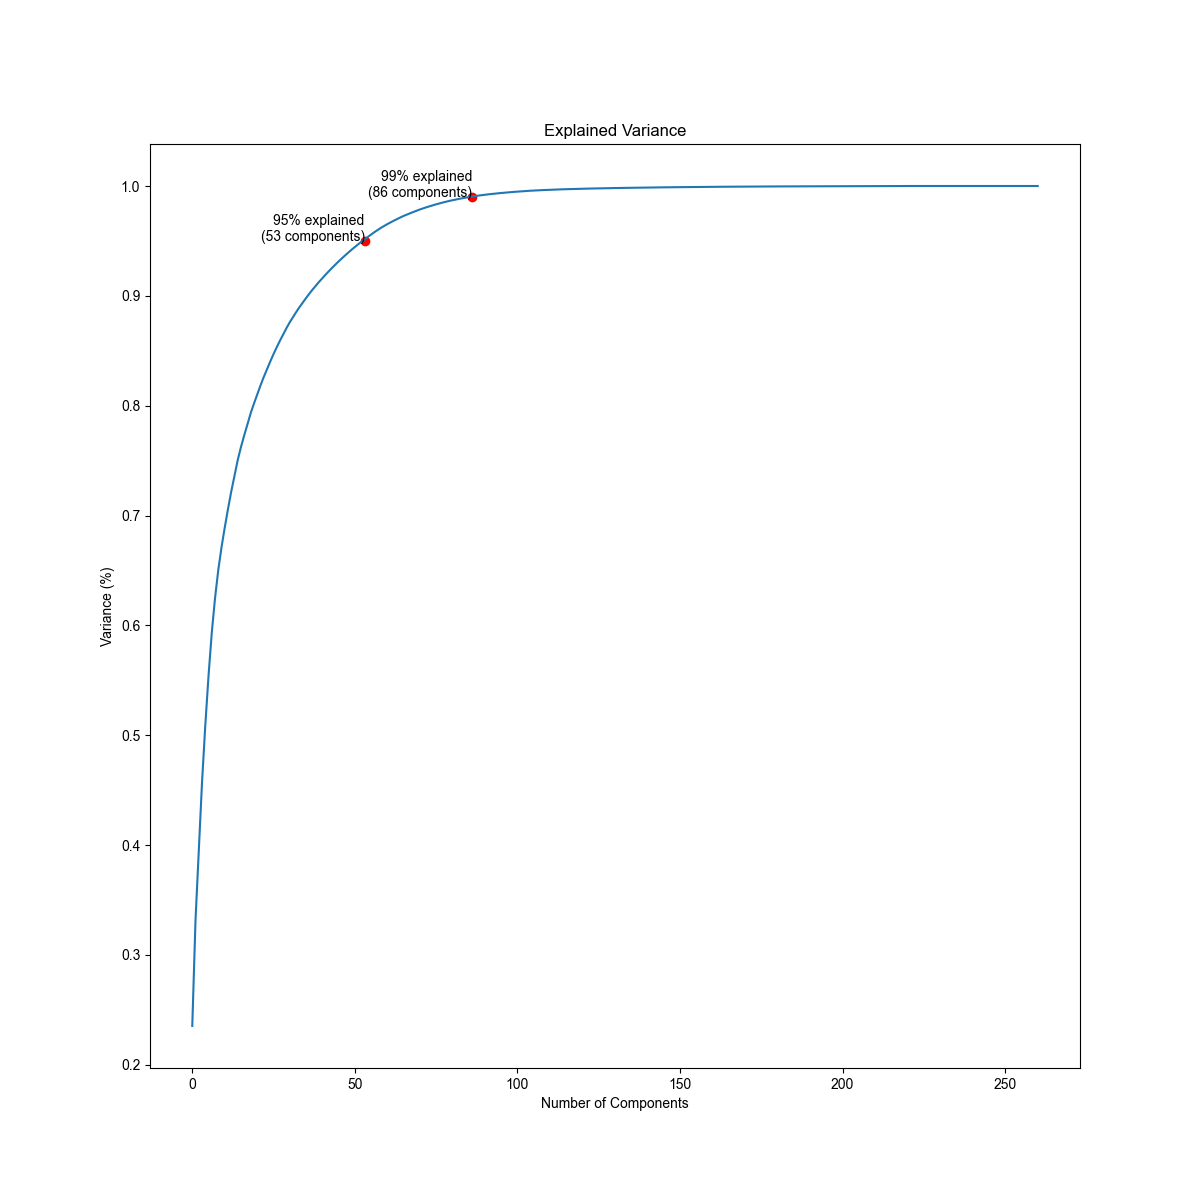 Explained Variance
99% explained
(86 components)
95% explained
(53 components)
1.0
0.9
0.8
0.7
0.6
0.5
0.4
0.3
0.2
Variance (%)
0
50
100
150
200
250
Number of Components